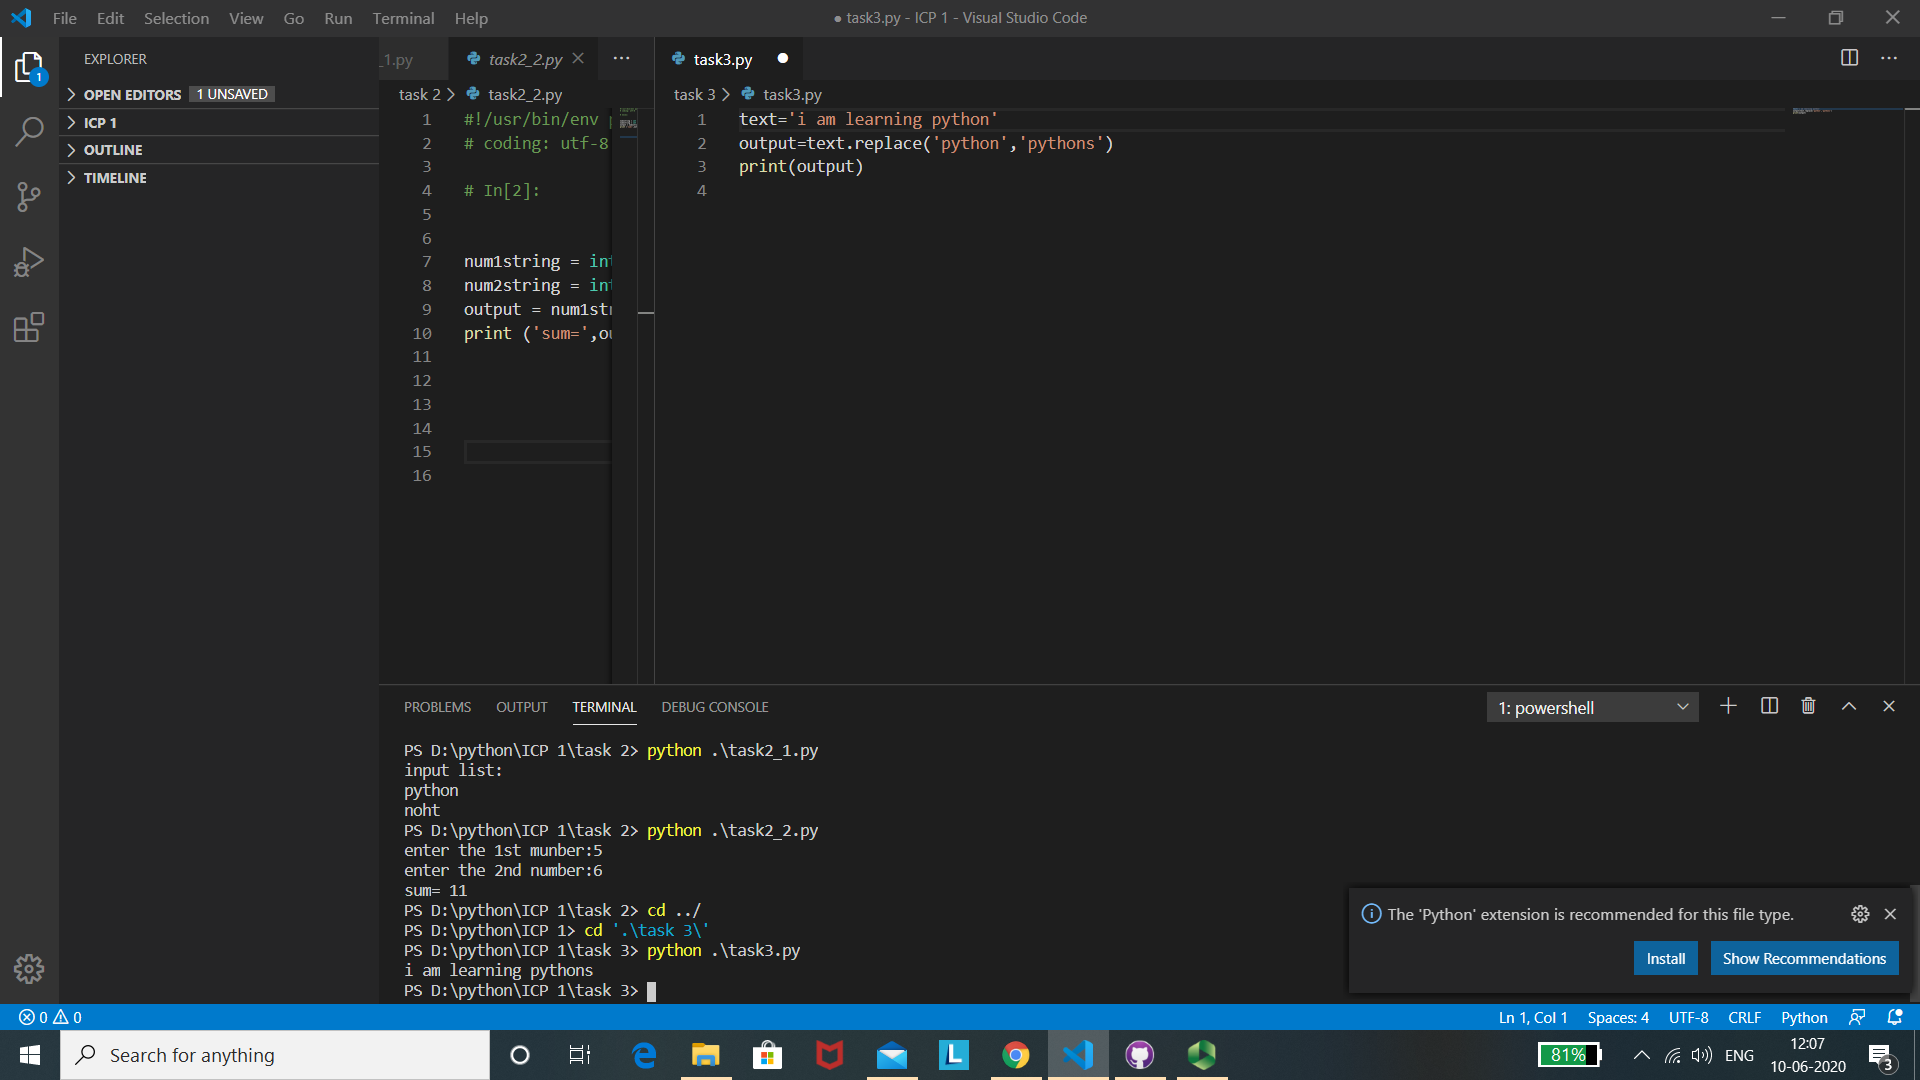 File Edit Selection View Go Run Terminal Help
● task3.py - ICP 1 - Visual Studio Code
EXPLORER
OPEN EDITORS 1 UNSAVED
ICP 1
OUTLINE
TIMELINE
1
_1.py
task2_2.py
task 2 > task2_2.py
1 #!/usr/bin/env
2 # coding: utf-8
3
4 # In[2]:
5
6
7 num1string = int
8 num2string = int
9 output = num1str
10 print ('sum=',ou
11
12
13
14
15
16
task3.py
task 3 > task3.py
1 text='i am learning python'
2 output=text.replace('python','pythons')
3 print(output)
4
PROBLEMS OUTPUT TERMINAL DEBUG CONSOLE
1: powershell
PS D:\python\ICP 1\task 2> python .\task2_1.py
input list:
python
noht
PS D:\python\ICP 1\task 2> python .\task2_2.py
enter the 1st munber:5
enter the 2nd number:6
sum= 11
PS D:\python\ICP 1\task 2> cd ../
PS D:\python\ICP 1> cd '.\task 3\'
PS D:\python\ICP 1\task 3> python .\task3.py
i am learning pythons
PS D:\python\ICP 1\task 3>
The 'Python' extension is recommended for this file type.
Install Show Recommendations
0 0
Ln 1, Col 1 Spaces: 4 UTF-8 CRLF Python
Search for anything
L
81%
ENG
12:07
10-06-2020
3